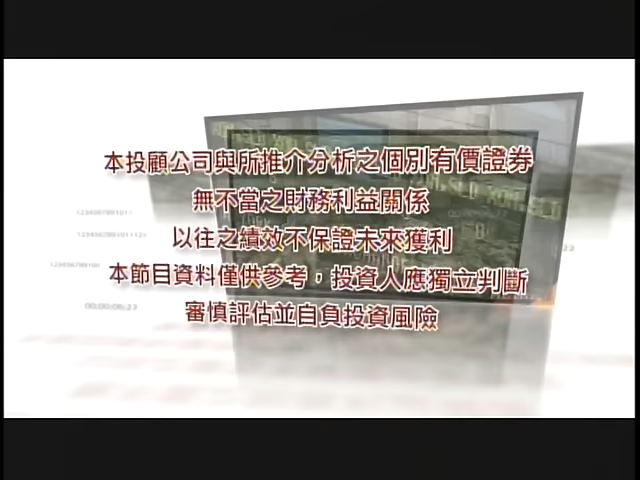 本投顧公司與所推介分析之個別有價證券
無不當之財務利益關係
以往之績效不保證未來獲利
本節目資料僅供參考，投資人應獨立判斷
審慎評估並自負投資風險